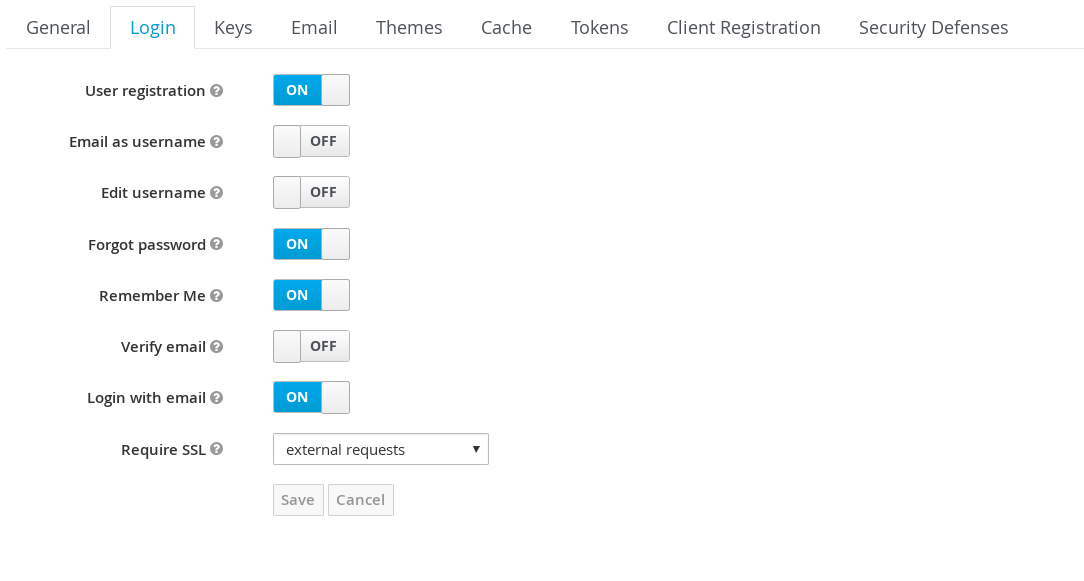 General Login Keys Email Themes Cache Tokens Client Registration Security Defenses
User registration ON
Email as username OFF
Edit username OFF
Forgot password ON
Remember Me ON
Verify email OFF
Login with email ON
Require SSL external requests
Save Cancel